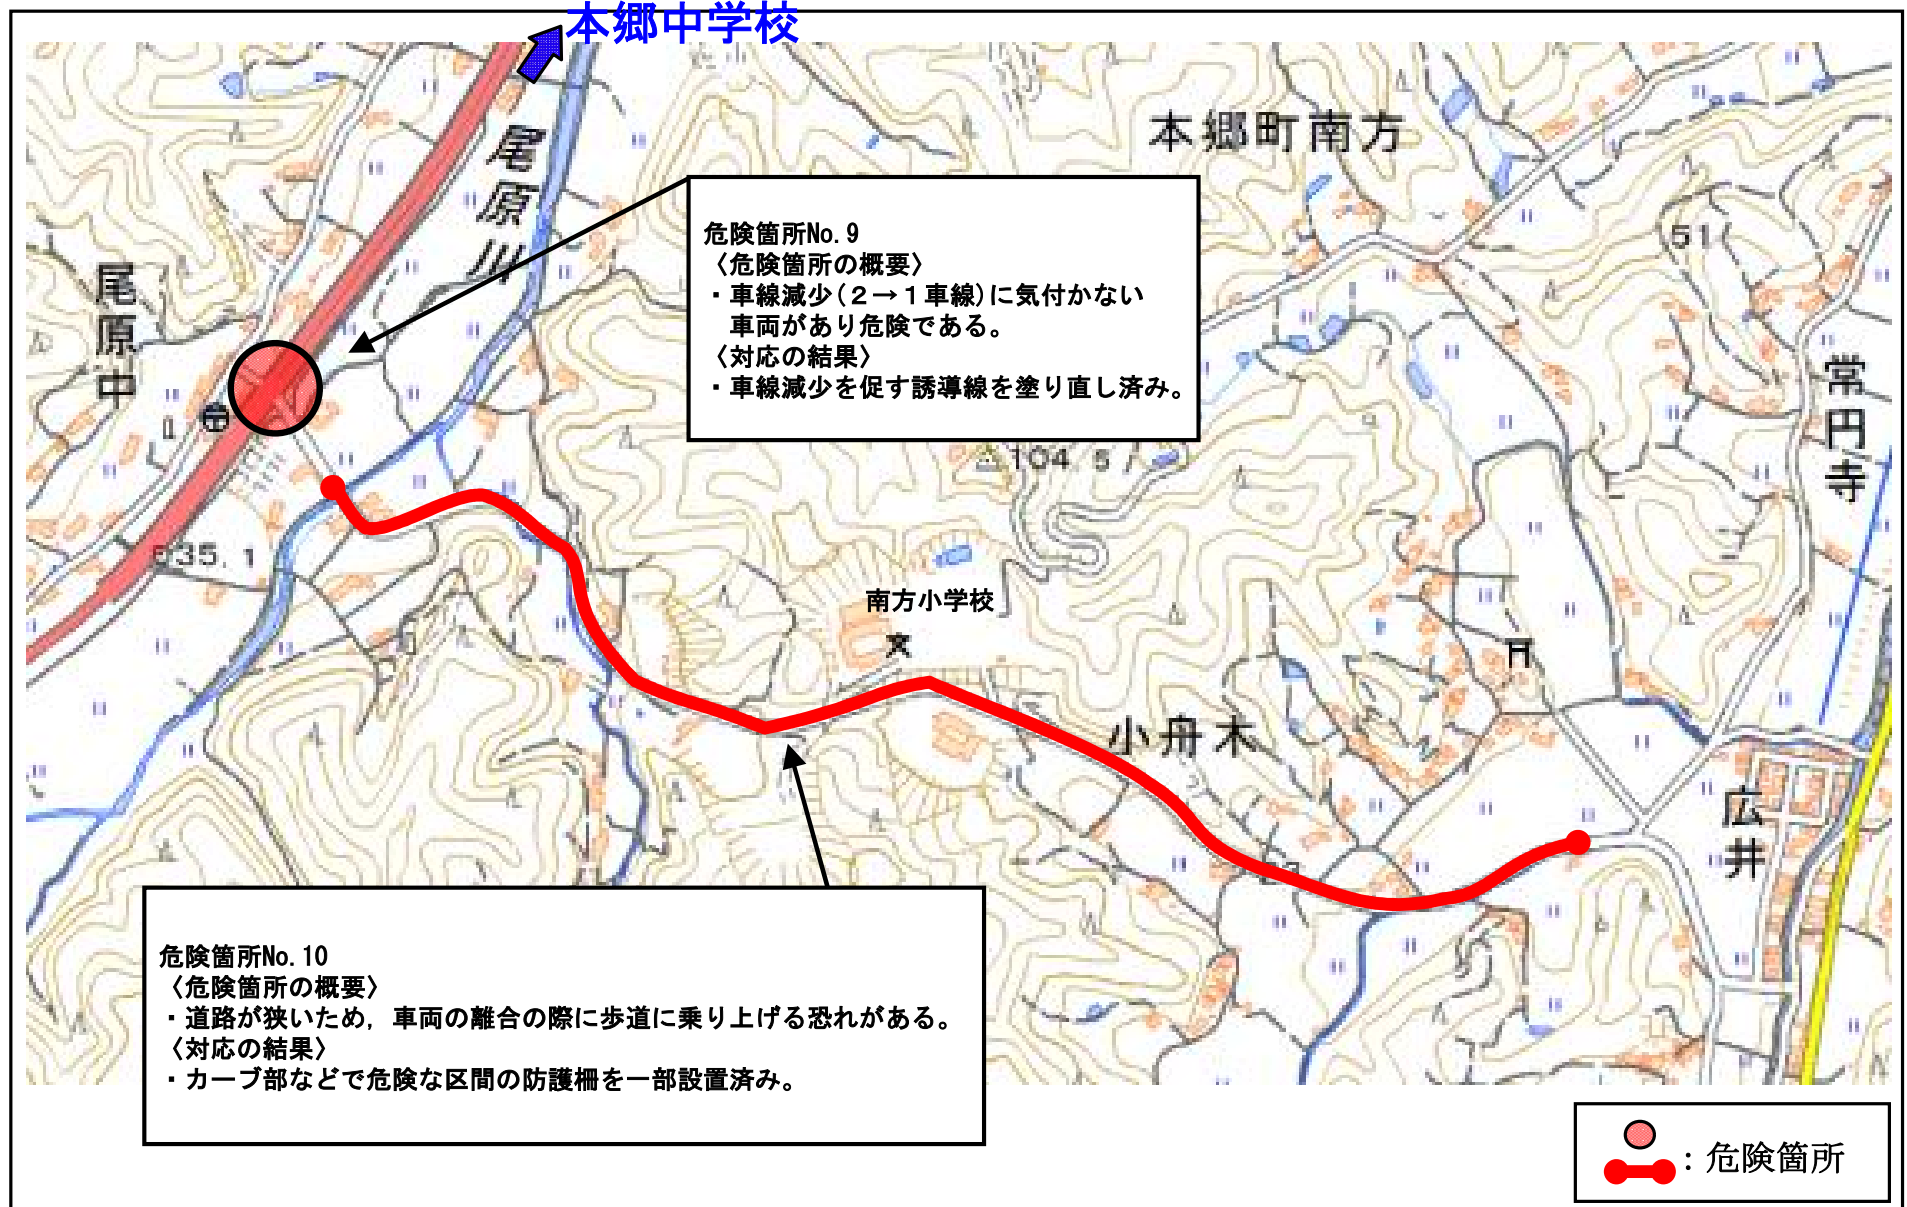 本郷中学校
本郷町南方
尾原川
尾原中
危険箇所No.9
〈危険箇所の概要〉
・車線減少(２→１車線)に気付かない
車両があり危険である。
〈対応の結果〉
・車線減少を促す誘導線を塗り直し済み。
51
常円寺
104.5
35.1
南方小学校
文
小舟木
広井
危険箇所No.10
〈危険箇所の概要〉
・道路が狭いため，車両の離合の際に歩道に乗り上げる恐れがある。
〈対応の結果〉
・カーブ部などで危険な区間の防護柵を一部設置済み。
：危険箇所